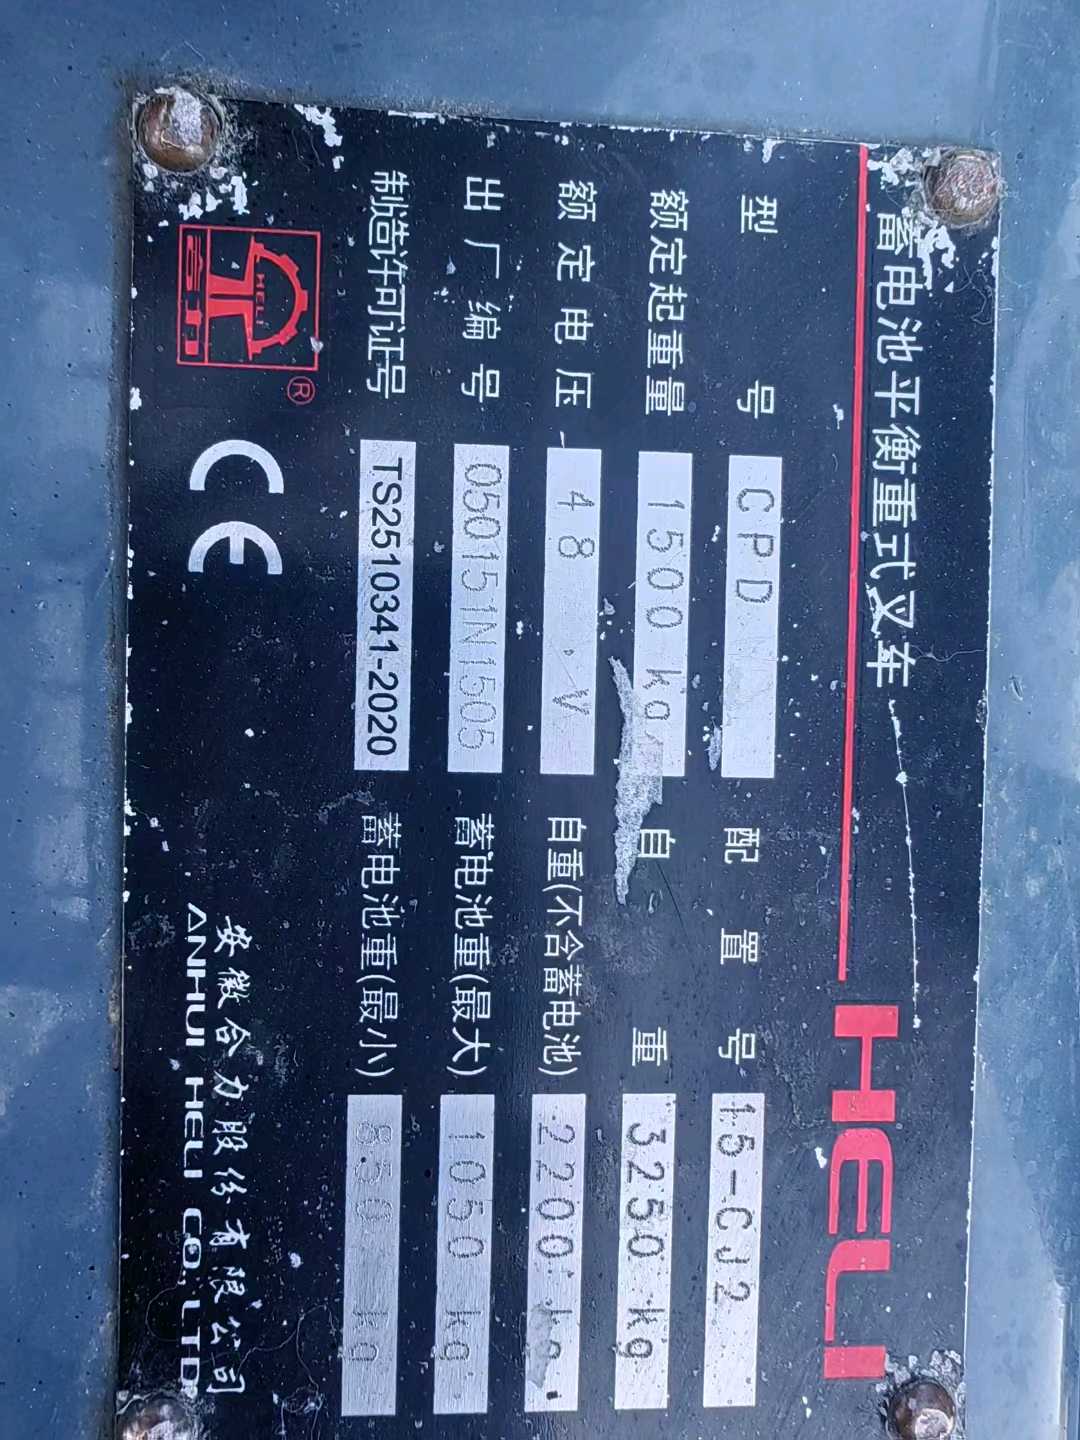 蓄电池平衡重式叉车 HELI
型号 CPD 配置号 15-CJ2
额定起重量 1500 kg 自重 3250 kg
额定电压 48 V 自重(不含蓄电池) 2200 kg
出厂编号 050151N1505 蓄电池重(最大) 1050 kg
制造许可证号 TS2510341-2020 蓄电池重(最小) 850 kg
HELI
®
CE
安徽合力股份有限公司
ANHUI HELI CO., LTD